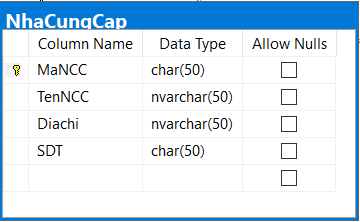 NhaCungCap
Column Name Data Type Allow Nulls
MaNCC char(50)
TenNCC nvarchar(50)
Diachi nvarchar(50)
SDT char(50)